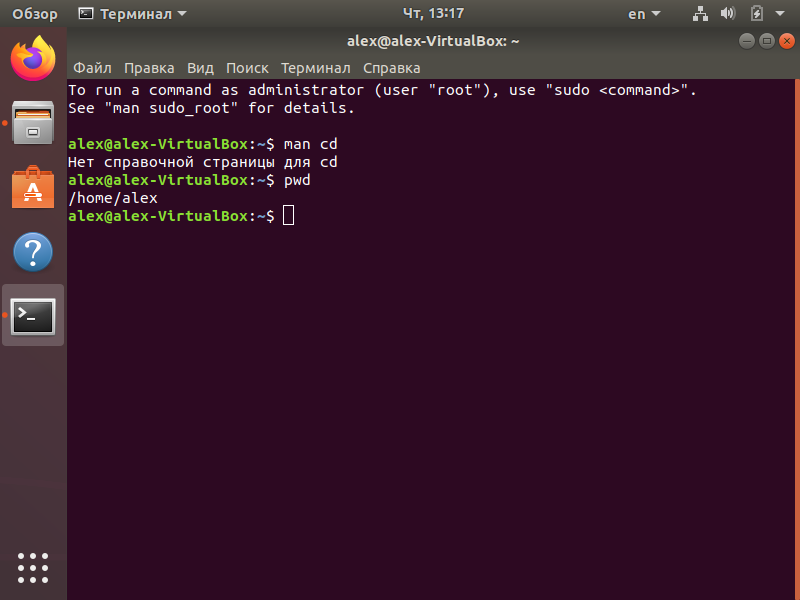 Обзор Терминал Чт, 13:17 en
alex@alex-VirtualBox: ~
Файл Правка Вид Поиск Терминал Справка
To run a command as administrator (user "root"), use "sudo <command>".
See "man sudo_root" for details.
alex@alex-VirtualBox:~$ man cd
Нет справочной страницы для cd
alex@alex-VirtualBox:~$ pwd
/home/alex
alex@alex-VirtualBox:~$